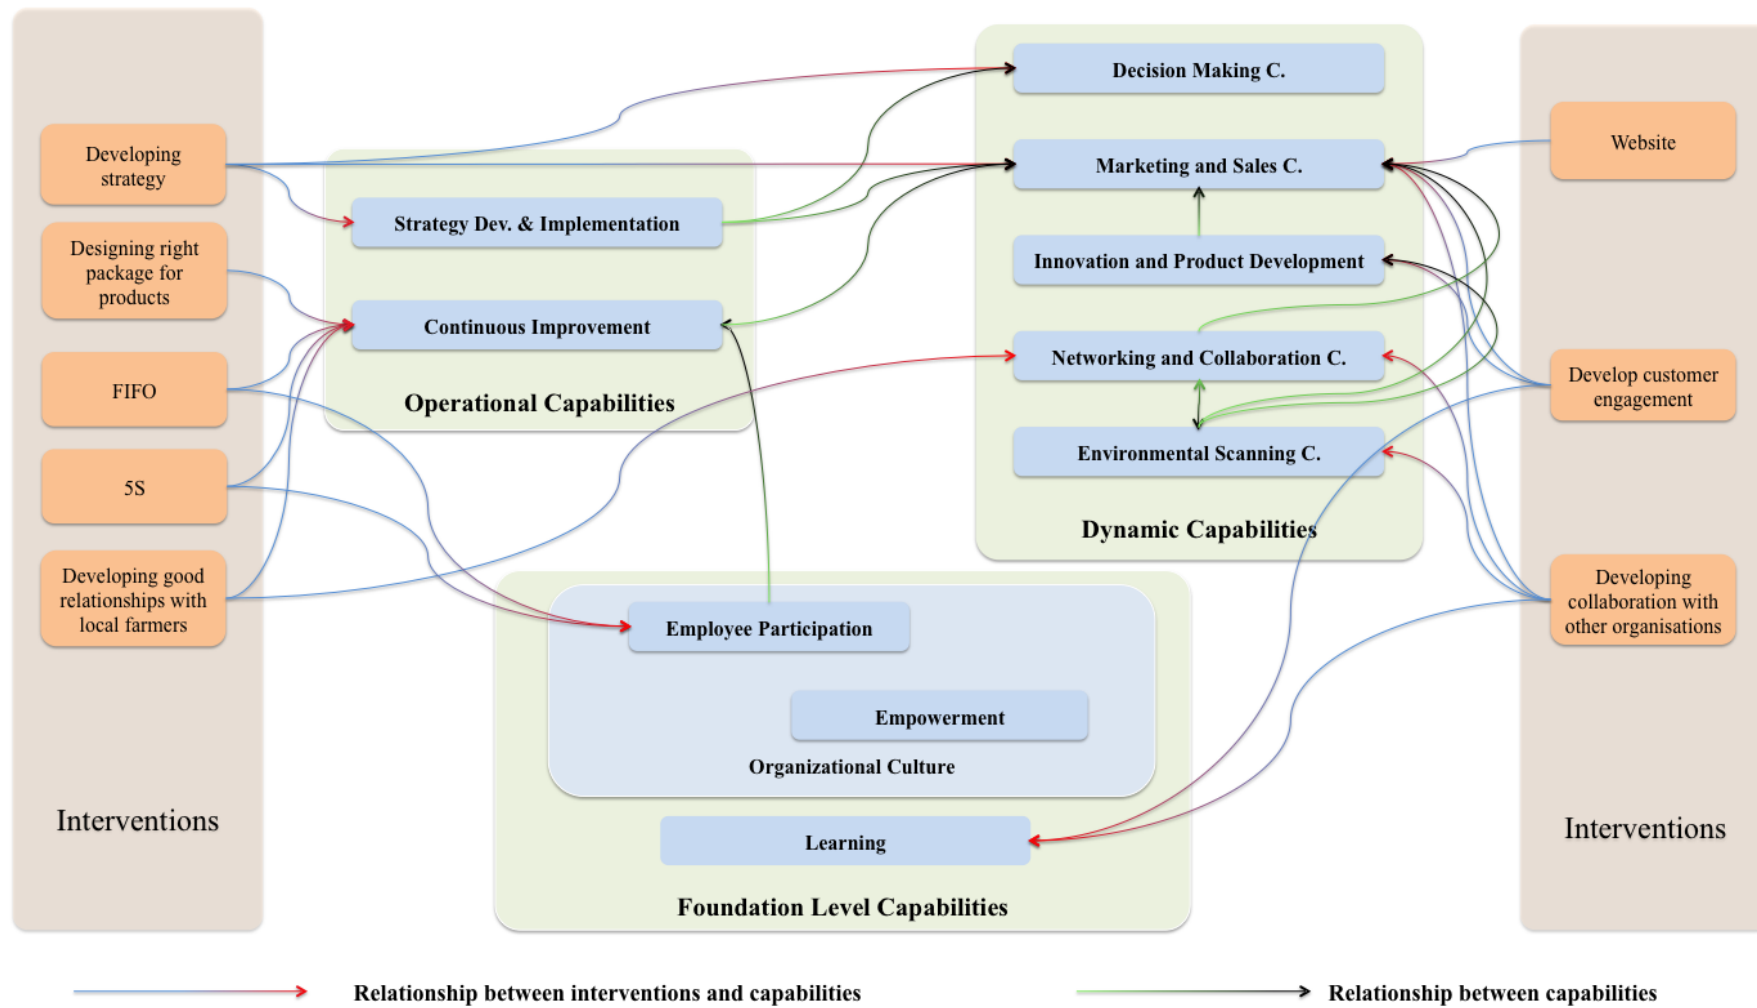 Developing
strategy
Designing right
package for
products
FIFO
5S
Developing good
relationships with
local farmers
Interventions
Strategy Dev. & Implementation
Continuous Improvement
Operational Capabilities
Decision Making C.
Marketing and Sales C.
Innovation and Product Development
Networking and Collaboration C.
Environmental Scanning C.
Dynamic Capabilities
Employee Participation
Empowerment
Organizational Culture
Learning
Foundation Level Capabilities
Website
Develop customer
engagement
Developing
collaboration with
other organisations
Interventions
Relationship between interventions and capabilities
Relationship between capabilities